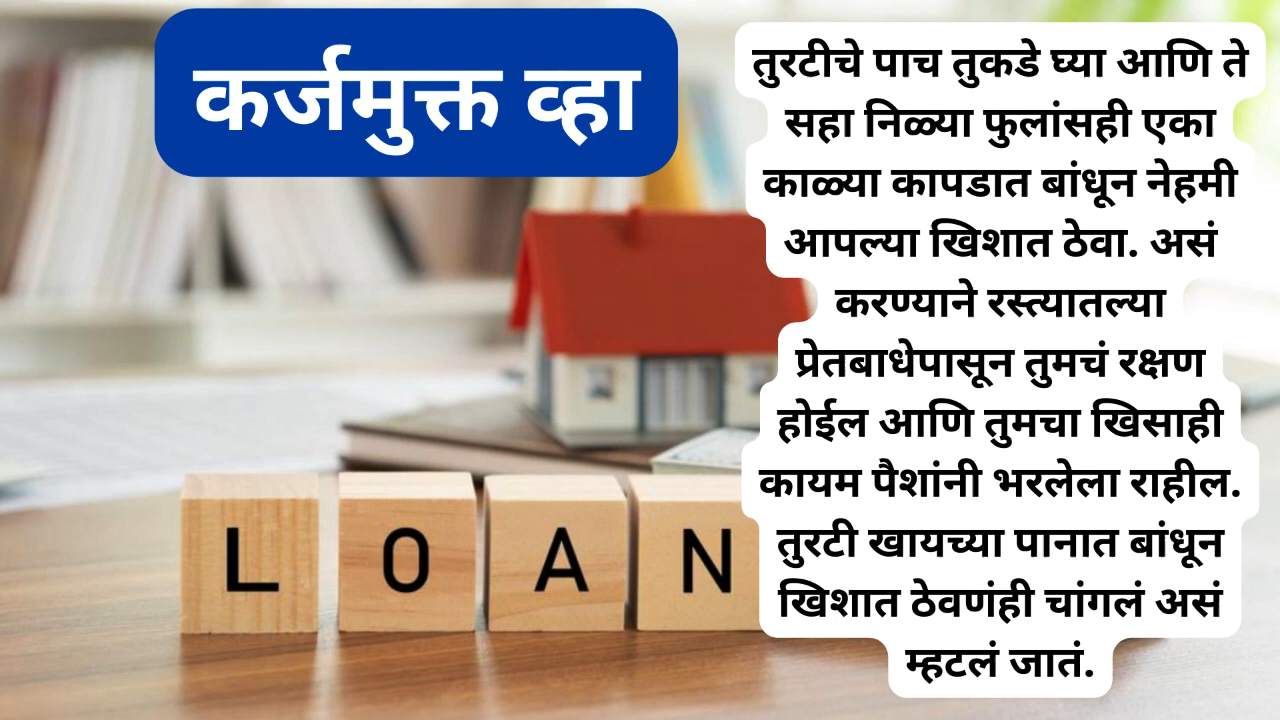 कर्जमुक्त व्हा
तुरटीचे पाच तुकडे घ्या आणि ते
सहा निळ्या फुलांसही एका
काळ्या कापडात बांधून नेहमी
आपल्या खिशात ठेवा. असं
करण्याने रस्त्यातल्या
प्रेतबाधेपासून तुमचं रक्षण
होईल आणि तुमचा खिसाही
कायम पैशांनी भरलेला राहील.
तुरटी खायच्या पानात बांधून
खिशात ठेवणंही चांगलं असं
म्हटलं जातं.
LOAN